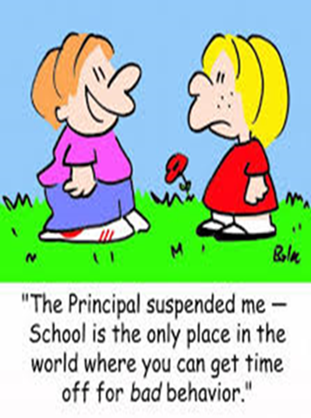 "The Principal suspended me —
School is the only place in the
world where you can get time
off for bad behavior."